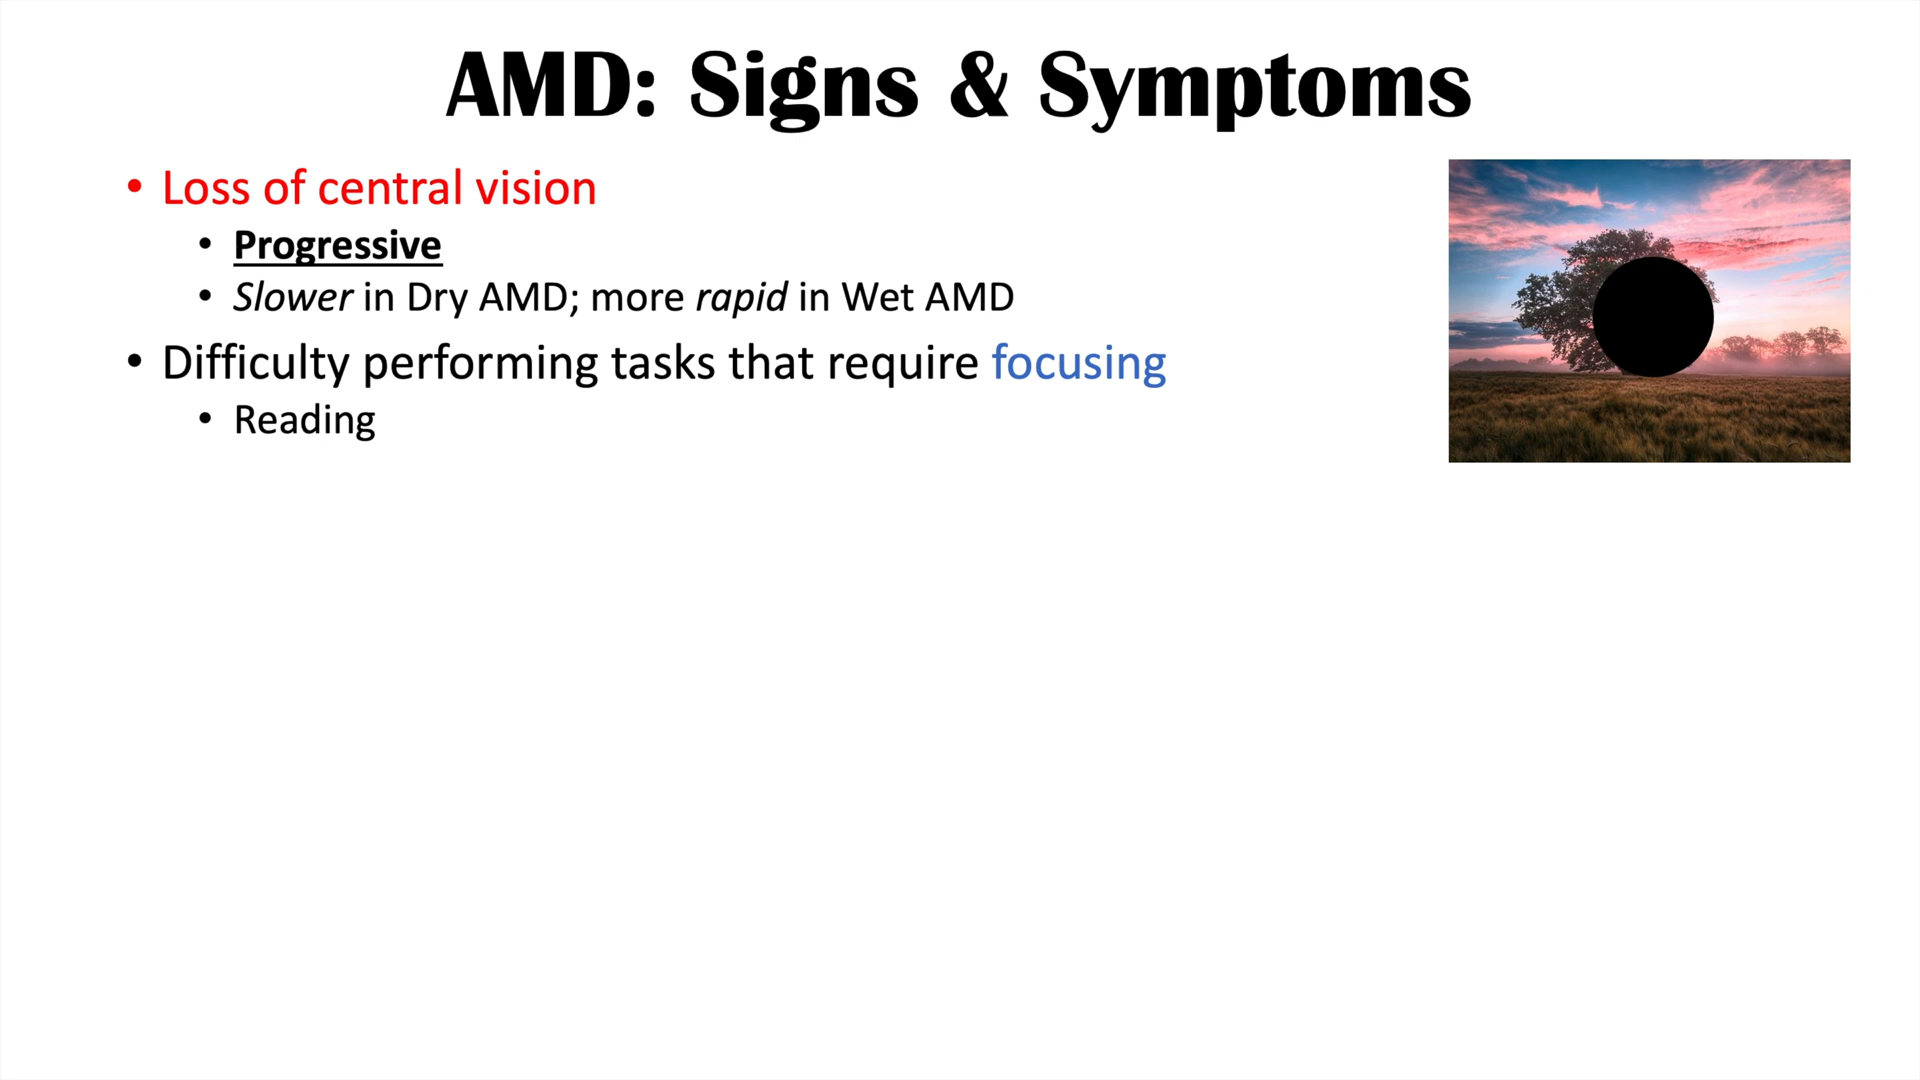 AMD: Signs & Symptoms
• Loss of central vision
• Progressive
• Slower in Dry AMD; more rapid in Wet AMD
• Difficulty performing tasks that require focusing
• Reading